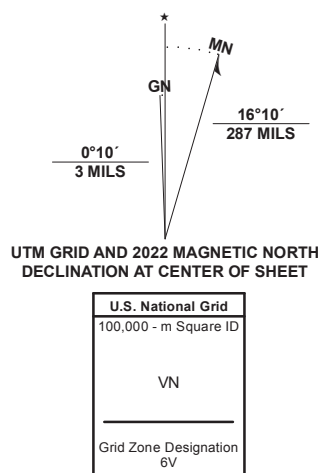 MN
GN
16°10´
287 MILS
0°10´
3 MILS
UTM GRID AND 2022 MAGNETIC NORTH
DECLINATION AT CENTER OF SHEET
U.S. National Grid
100,000 - m Square ID
VN
Grid Zone Designation
6V